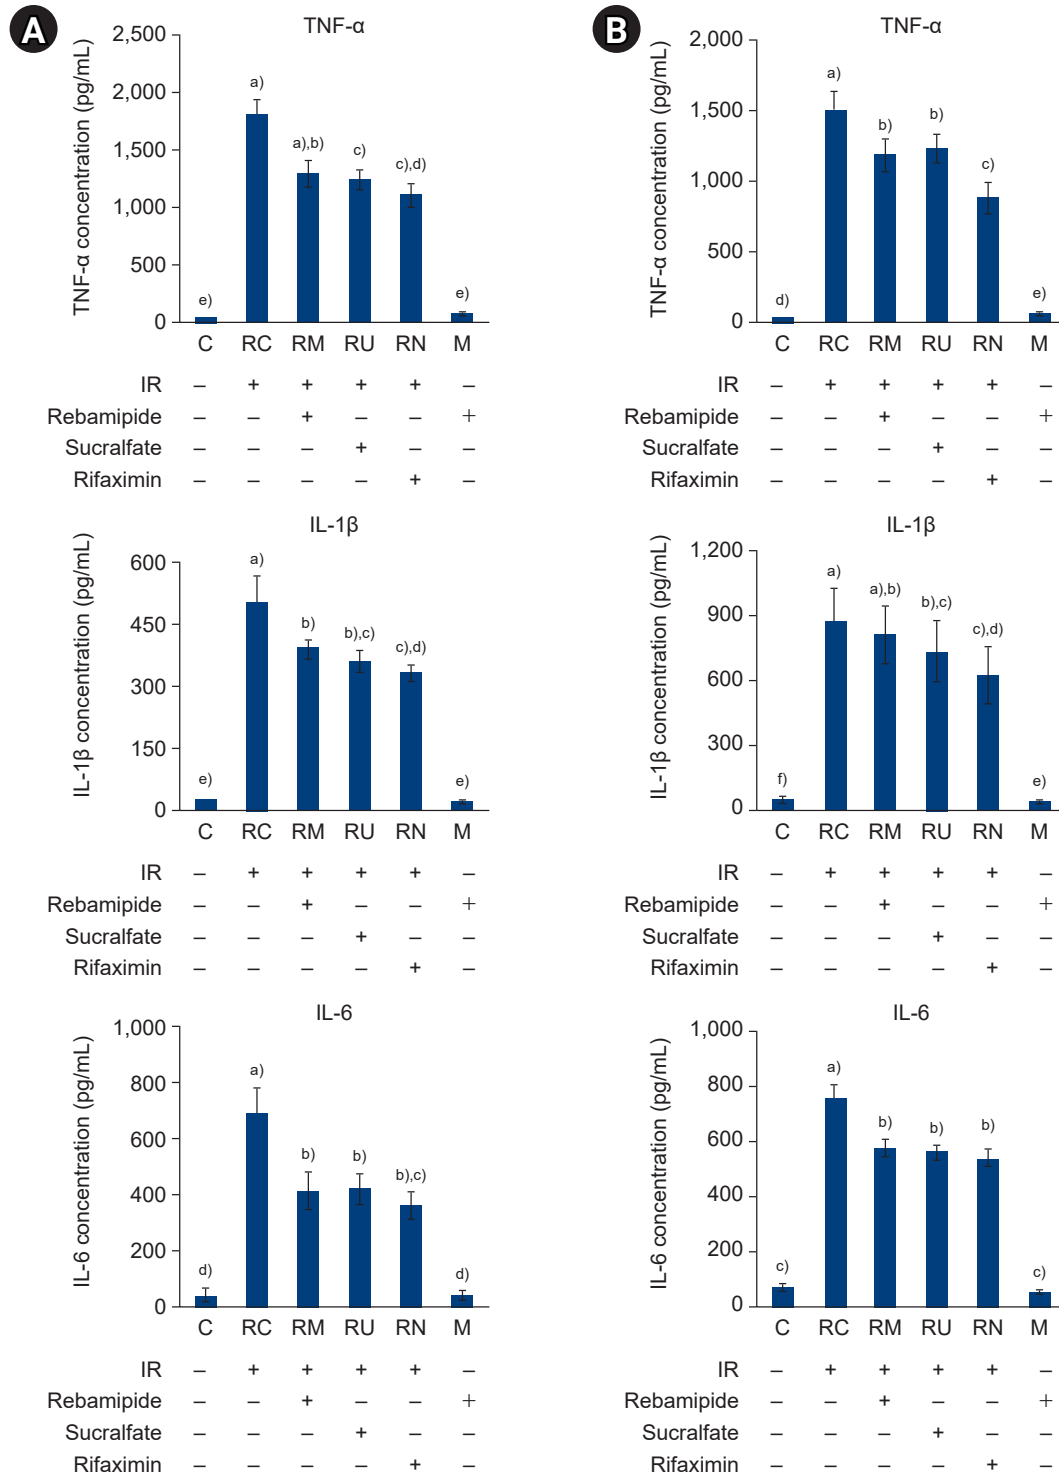 A
TNF-α
TNF-α concentration (pg/mL)
2,500
2,000
1,500
1,000
500
0
e)
a)
a),b)
c)
c),d)
e)
C RC RM RU RN M
IR – + + + + –
Rebamipide – – + – – +
Sucralfate – – – + – –
Rifaximin – – – – + –
IL-1β
IL-1β concentration (pg/mL)
600
450
300
150
0
e)
a)
b)
b),c)
c),d)
e)
C RC RM RU RN M
IR – + + + + –
Rebamipide – – + – – +
Sucralfate – – – + – –
Rifaximin – – – – + –
IL-6
IL-6 concentration (pg/mL)
1,000
800
600
400
200
0
d)
a)
b)
b)
b),c)
d)
C RC RM RU RN M
IR – + + + + –
Rebamipide – – + – – +
Sucralfate – – – + – –
Rifaximin – – – – + –
B
TNF-α
TNF-α concentration (pg/mL)
2,000
1,500
1,000
500
0
d)
a)
b)
b)
c)
e)
C RC RM RU RN M
IR – + + + + –
Rebamipide – – + – – +
Sucralfate – – – + – –
Rifaximin – – – – + –
IL-1β
IL-1β concentration (pg/mL)
1,200
900
600
300
0
f)
a)
a),b)
b),c)
c),d)
e)
C RC RM RU RN M
IR – + + + + –
Rebamipide – – + – – +
Sucralfate – – – + – –
Rifaximin – – – – + –
IL-6
IL-6 concentration (pg/mL)
1,000
800
600
400
200
0
c)
a)
b)
b)
b)
c)
C RC RM RU RN M
IR – + + + + –
Rebamipide – – + – – +
Sucralfate – – – + – –
Rifaximin – – – – + –